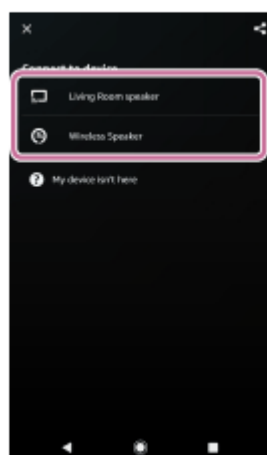 Connect to device
Living Room speaker
Wireless Speaker
My device isn't here